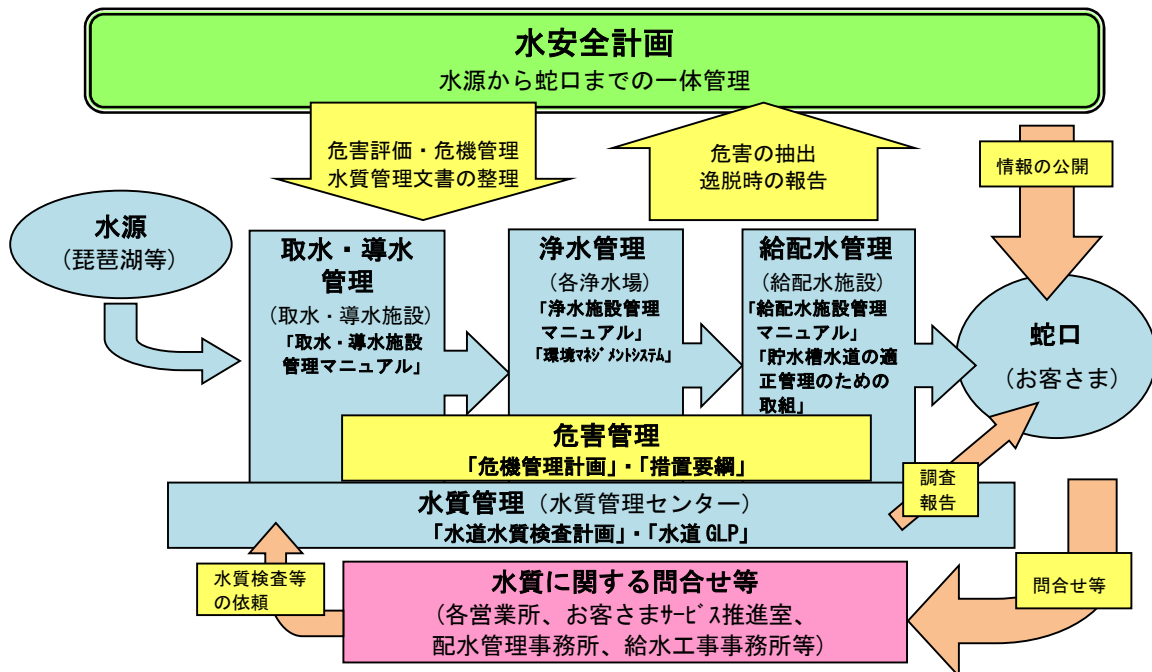 水安全計画
水源から蛇口までの一体管理
危害評価・危機管理
水質管理文書の整理
危害の抽出
逸脱時の報告
情報の公開
水源
(琵琶湖等)
取水・導水
管理
(取水・導水施設)
「取水・導水施設
管理マニュアル」
浄水管理
(各浄水場)
「浄水施設管理
マニュアル」
「環境マネジメントシステム」
給配水管理
(給配水施設)
「給配水施設管理
マニュアル」
「貯水槽水道の適
正管理のための
取組」
蛇口
(お客さま)
危害管理
「危機管理計画」・「措置要綱」
水質管理(水質管理センター)
「水道水質検査計画」・「水道 GLP」
調査
報告
水質検査等
の依頼
水質に関する問合せ等
(各営業所、お客さまサービス推進室、
配水管理事務所、給水工事事務所等)
問合せ等